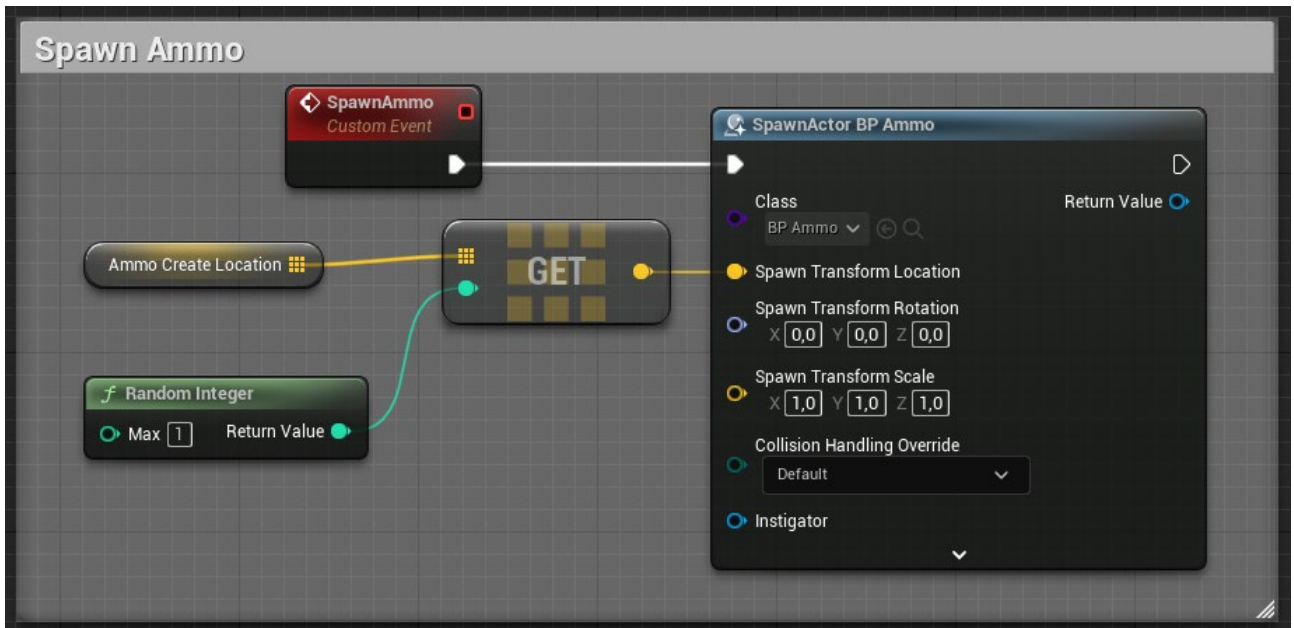 Spawn Ammo
SpawnAmmo
Custom Event
Ammo Create Location
GET
f Random Integer
Max 1 Return Value
SpawnActor BP Ammo
Class
Return Value
BP Ammo
Spawn Transform Location
Spawn Transform Rotation
X 0,0 Y 0,0 Z 0,0
Spawn Transform Scale
X 1,0 Y 1,0 Z 1,0
Collision Handling Override
Default
Instigator